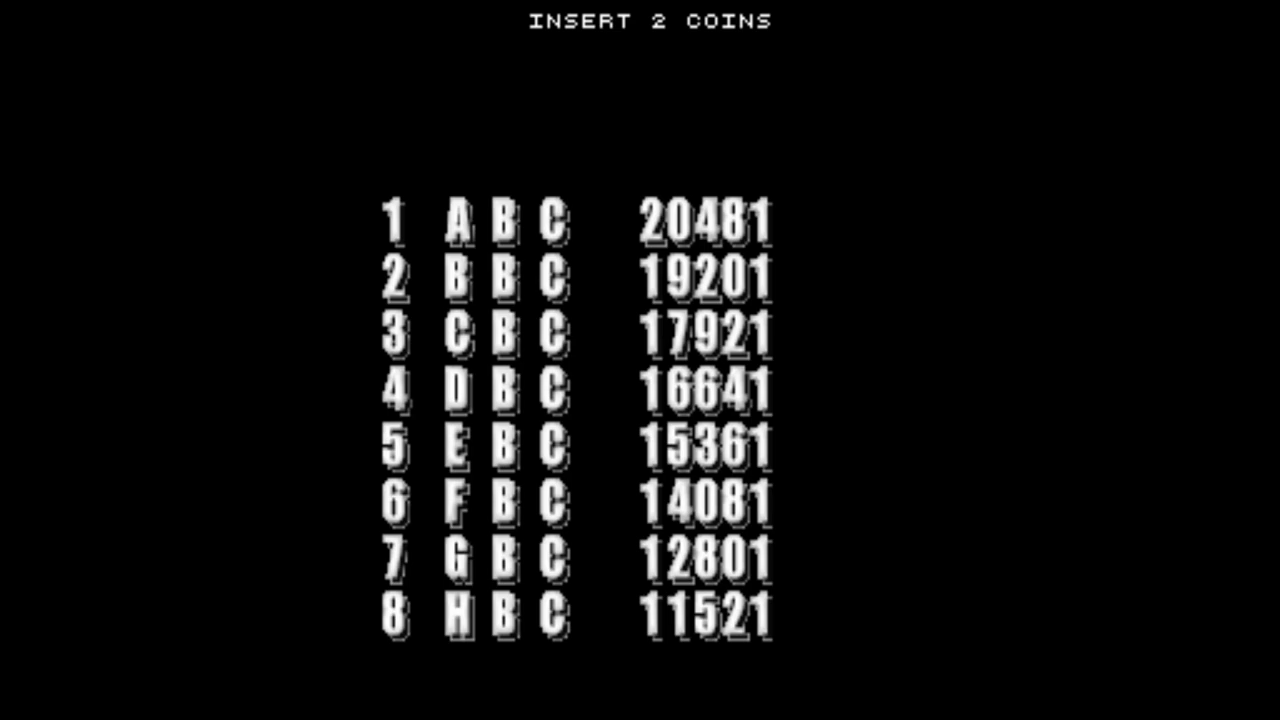 INSERT 2 COINS
1 A B C 20481
2 B B C 19201
3 C B C 17921
4 D B C 16641
5 E B C 15361
6 F B C 14081
7 G B C 12801
8 H B C 11521